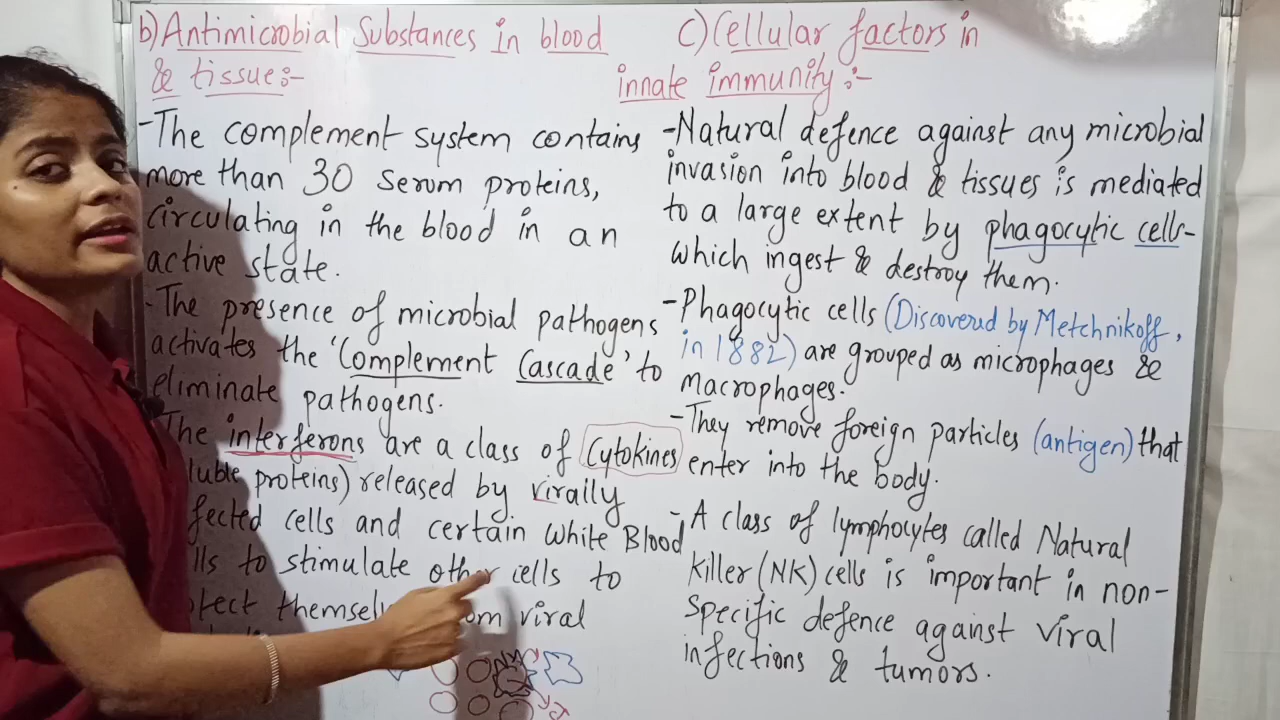 b) Antimicrobial Substances in blood
& tissue:-
-The complement system contains
more than 30 Serum proteins,
circulating in the blood in an
active state.
-The presence of microbial pathogens
activates the 'Complement Cascade' to
eliminate pathogens.
The interferons are a class of Cytokines
luble proteins) released by virally
fected cells and certain White Blood
lls to stimulate other cells to
otect themsel om viral
c) Cellular factors in
innate immunity:-
-Natural defence against any microbial
invasion into blood & tissues is mediated
to a large extent by phagocytic cells-
which ingest & destroy them.
-Phagocytic cells (Discovered by Metchnikoff,
in 1882) are grouped as microphages &
macrophages.
-They remove foreign particles (antigen) that
enter into the body.
-A class of lymphocytes called Natural
killer (NK) cells is important in non-
specific defence against viral
infections & tumors.